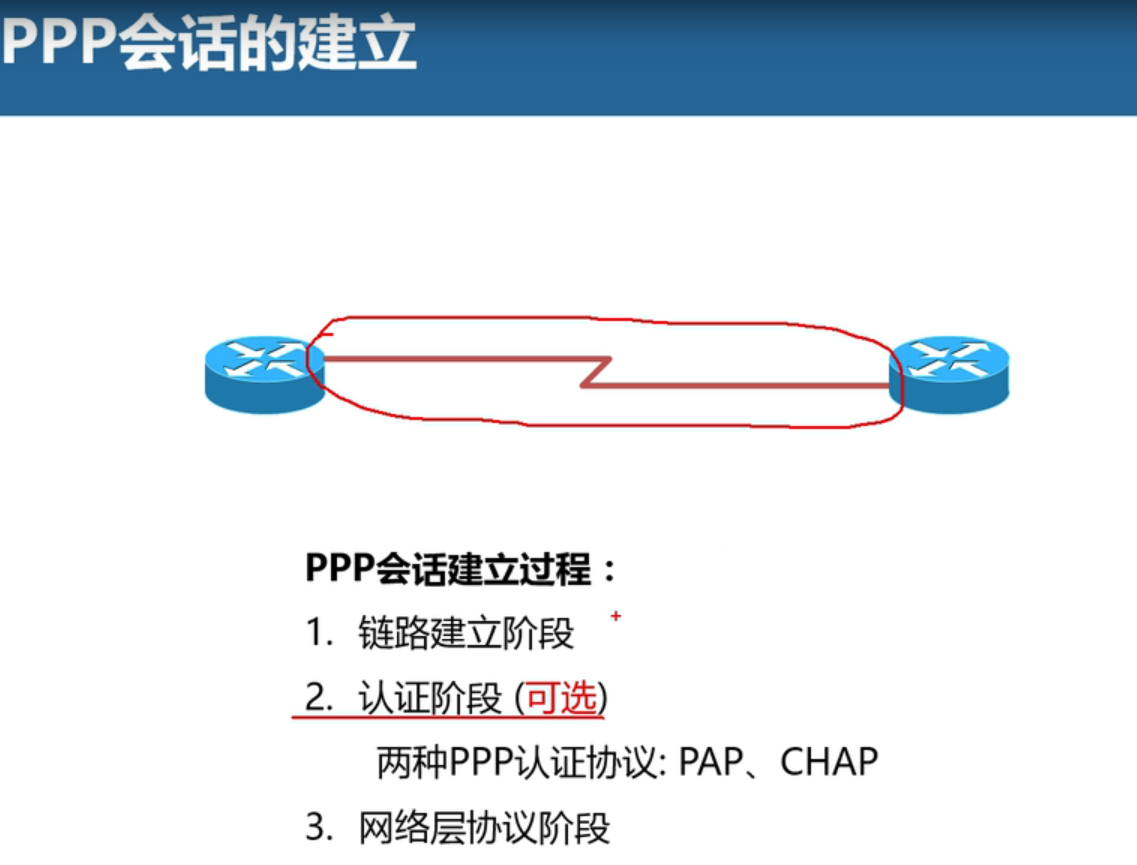 PPP会话的建立
PPP会话建立过程：
1. 链路建立阶段
2. 认证阶段 (可选)
两种PPP认证协议: PAP、CHAP
3. 网络层协议阶段